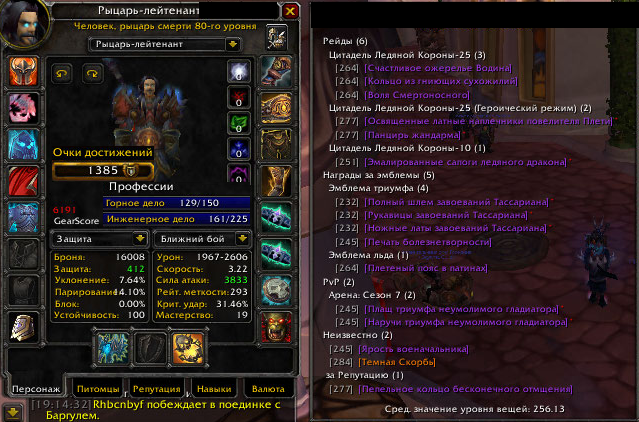 Рыцарь-лейтенант
Человек, рыцарь смерти 80-го уровня
Рыцарь-лейтенант
0
0
0
0
0
Очки достижений
1385
Профессии
Горное дело 129/150
Инженерное дело 161/225
6191
GearScore
Защита
Ближний бой
Броня: 16008
Защита: 412
Уклонение: 7.64%
Парирование: 14.10%
Блок: 0.00%
Устойчивость: 100
Урон: 1967-2606
Скорость: 3.22
Сила атаки: 3833
Рейт. меткости: 293
Крит. удар: 31.46%
Мастерство: 19
Персонаж
Питомцы
Репутация
Навыки
Валюта
[19:14:32] Rhbcnbyf побеждает в поединке с
Баргулем.
Рейды (6)
Цитадель Ледяной Короны-25 (3)
[264] [Счастливое ожерелье Водина]
[264] [Кольцо из гниющих сухожилий]
[264] [Воля Смертоносного]
Цитадель Ледяной Короны-25 (Героический режим) (2)
[277] [Освященные латные наплечники повелителя Плети]
[277] [Панцирь жандарма]
Цитадель Ледяной Короны-10 (1)
[251] [Эмалированные сапоги ледяного дракона]
Награды за эмблемы (5)
Эмблема триумфа (4)
[232] [Полный шлем завоеваний Тассариана]
[232] [Рукавицы завоеваний Тассариана]
[232] [Ножные латы завоеваний Тассариана]
[245] [Печать болезнетворности]
Эмблема льда (1)
[264] [Плетеный пояс в патинах]
PvP (2)
Арена: Сезон 7 (2)
[245] [Плащ триумфа неумолимого гладиатора]
[245] [Наручи триумфа неумолимого гладиатора]
Неизвестно (2)
[245] [Ярость военачальника]
[284] [Темная Скорбь]
за Репутацию (1)
[277] [Пепельное кольцо бесконечного отмщения]
Сред. значение уровня вещей: 256.13